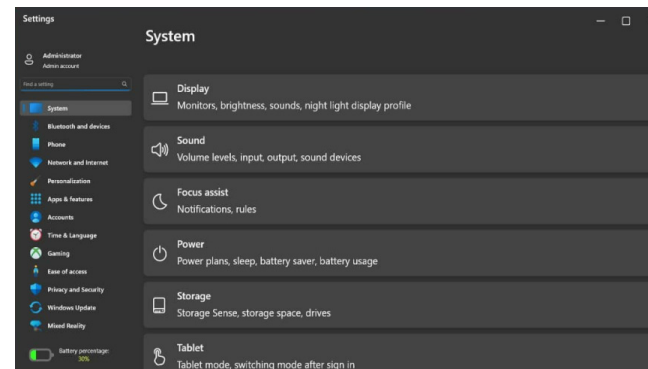 Settings
Administrator
Admin account
Find a setting
System
Bluetooth and devices
Phone
Network and Internet
Personalization
Apps & features
Accounts
Time & Language
Gaming
Ease of access
Privacy and Security
Windows Update
Mixed Reality
Battery percentage:
30%
System
Display
Monitors, brightness, sounds, night light display profile
Sound
Volume levels, input, output, sound devices
Focus assist
Notifications, rules
Power
Power plans, sleep, battery saver, battery usage
Storage
Storage Sense, storage space, drives
Tablet
Tablet mode, switching mode after sign in